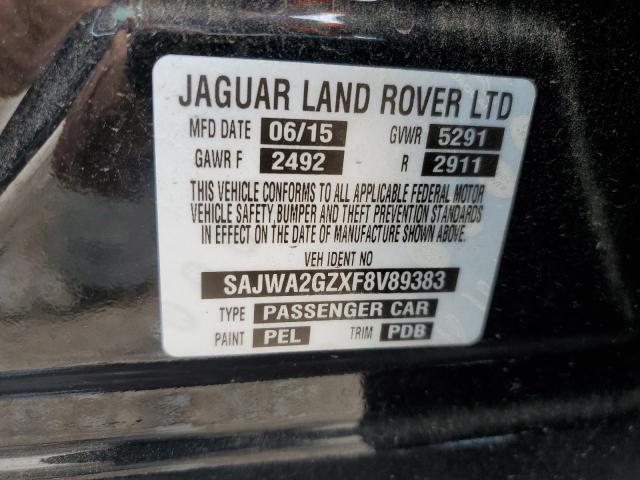 JAGUAR LAND ROVER LTD
MFD DATE 06/15 GVWR 5291
GAWR F 2492 R 2911
THIS VEHICLE CONFORMS TO ALL APPLICABLE FEDERAL MOTOR
VEHICLE SAFETY BUMPER AND THEFT PREVENTION STANDARDS
IN EFFECT ON THE DATE OF MANUFACTURE SHOWN ABOVE.
VEH IDENT NO
SAJWA2GZXF8V89383
TYPE PASSENGER CAR
PAINT PEL TRIM PDB